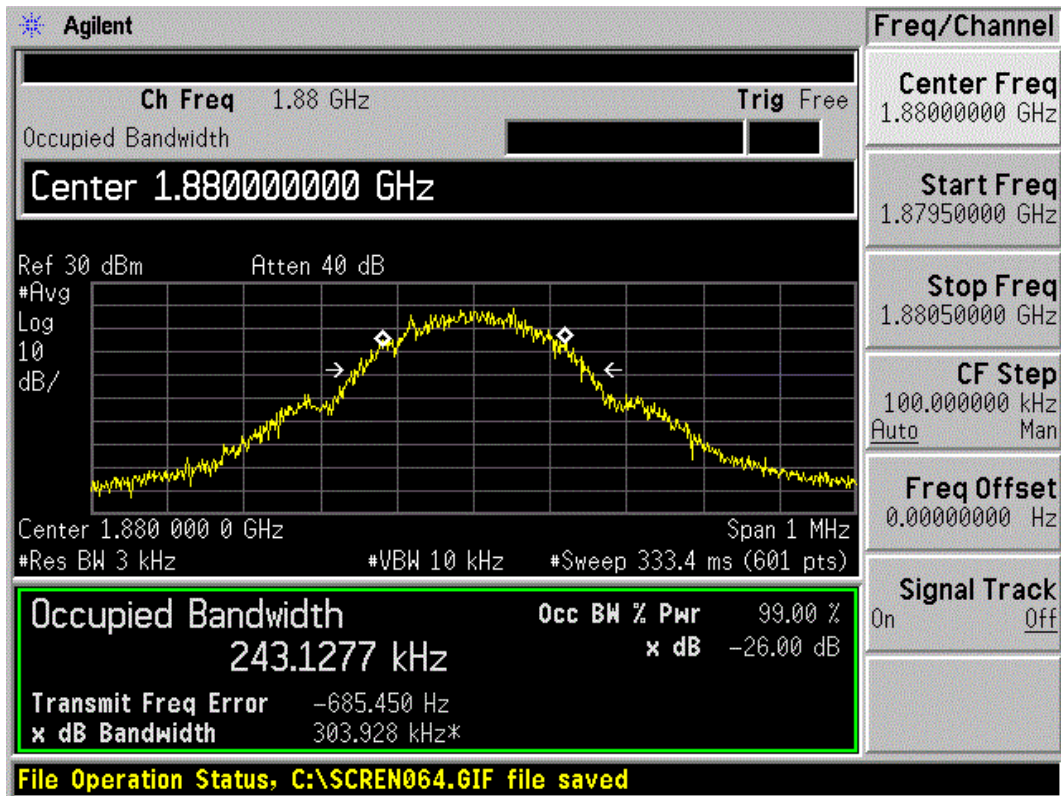 Agilent
Freq/Channel
Ch Freq 1.88 GHz Trig Free
Occupied Bandwidth
Center 1.880000000 GHz
Ref 30 dBm Atten 40 dB
#Avg
Log
10
dB/
Center 1.880 000 0 GHz Span 1 MHz
#Res BW 3 kHz #VBW 10 kHz #Sweep 333.4 ms (601 pts)
Occupied Bandwidth Occ BW % Pwr 99.00 %
243.1277 kHz x dB -26.00 dB
Transmit Freq Error -685.450 Hz
x dB Bandwidth 303.928 kHz*
Center Freq
1.88000000 GHz
Start Freq
1.87950000 GHz
Stop Freq
1.88050000 GHz
CF Step
100.000000 kHz
Auto Man
Freq Offset
0.00000000 Hz
Signal Track
On Off
File Operation Status, C:\SCREN064.GIF file saved